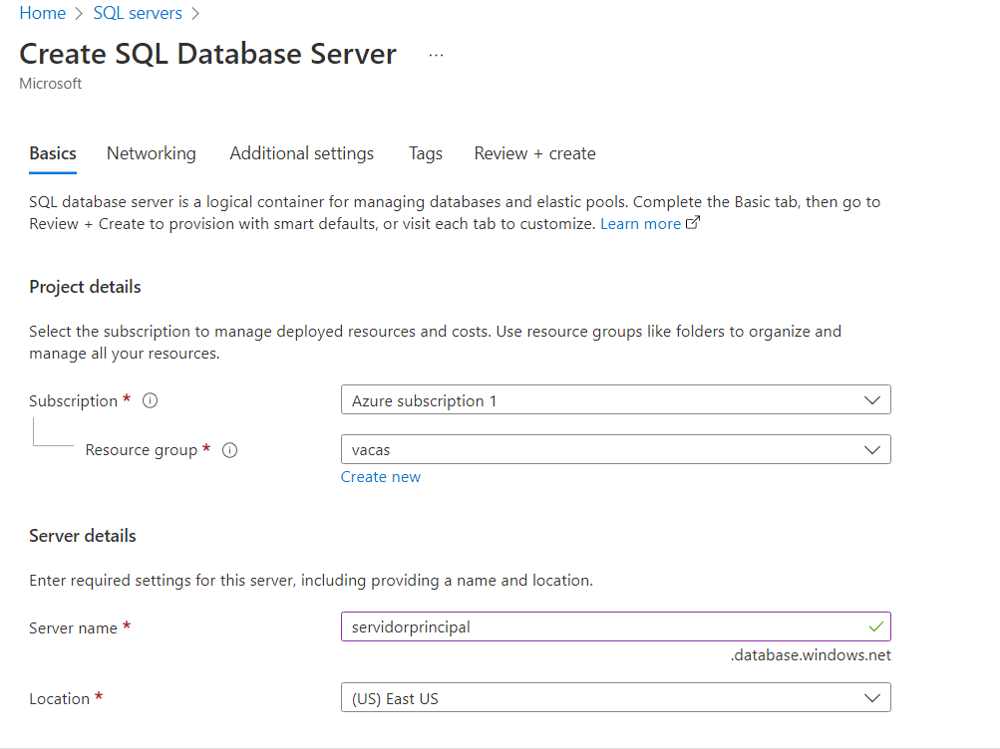 Home > SQL servers >
Create SQL Database Server ...
Microsoft
Basics Networking Additional settings Tags Review + create
SQL database server is a logical container for managing databases and elastic pools. Complete the Basic tab, then go to
Review + Create to provision with smart defaults, or visit each tab to customize. Learn more
Project details
Select the subscription to manage deployed resources and costs. Use resource groups like folders to organize and
manage all your resources.
Subscription * Azure subscription 1
Resource group * vacas
Create new
Server details
Enter required settings for this server, including providing a name and location.
Server name * servidorprincipal
.database.windows.net
Location * (US) East US